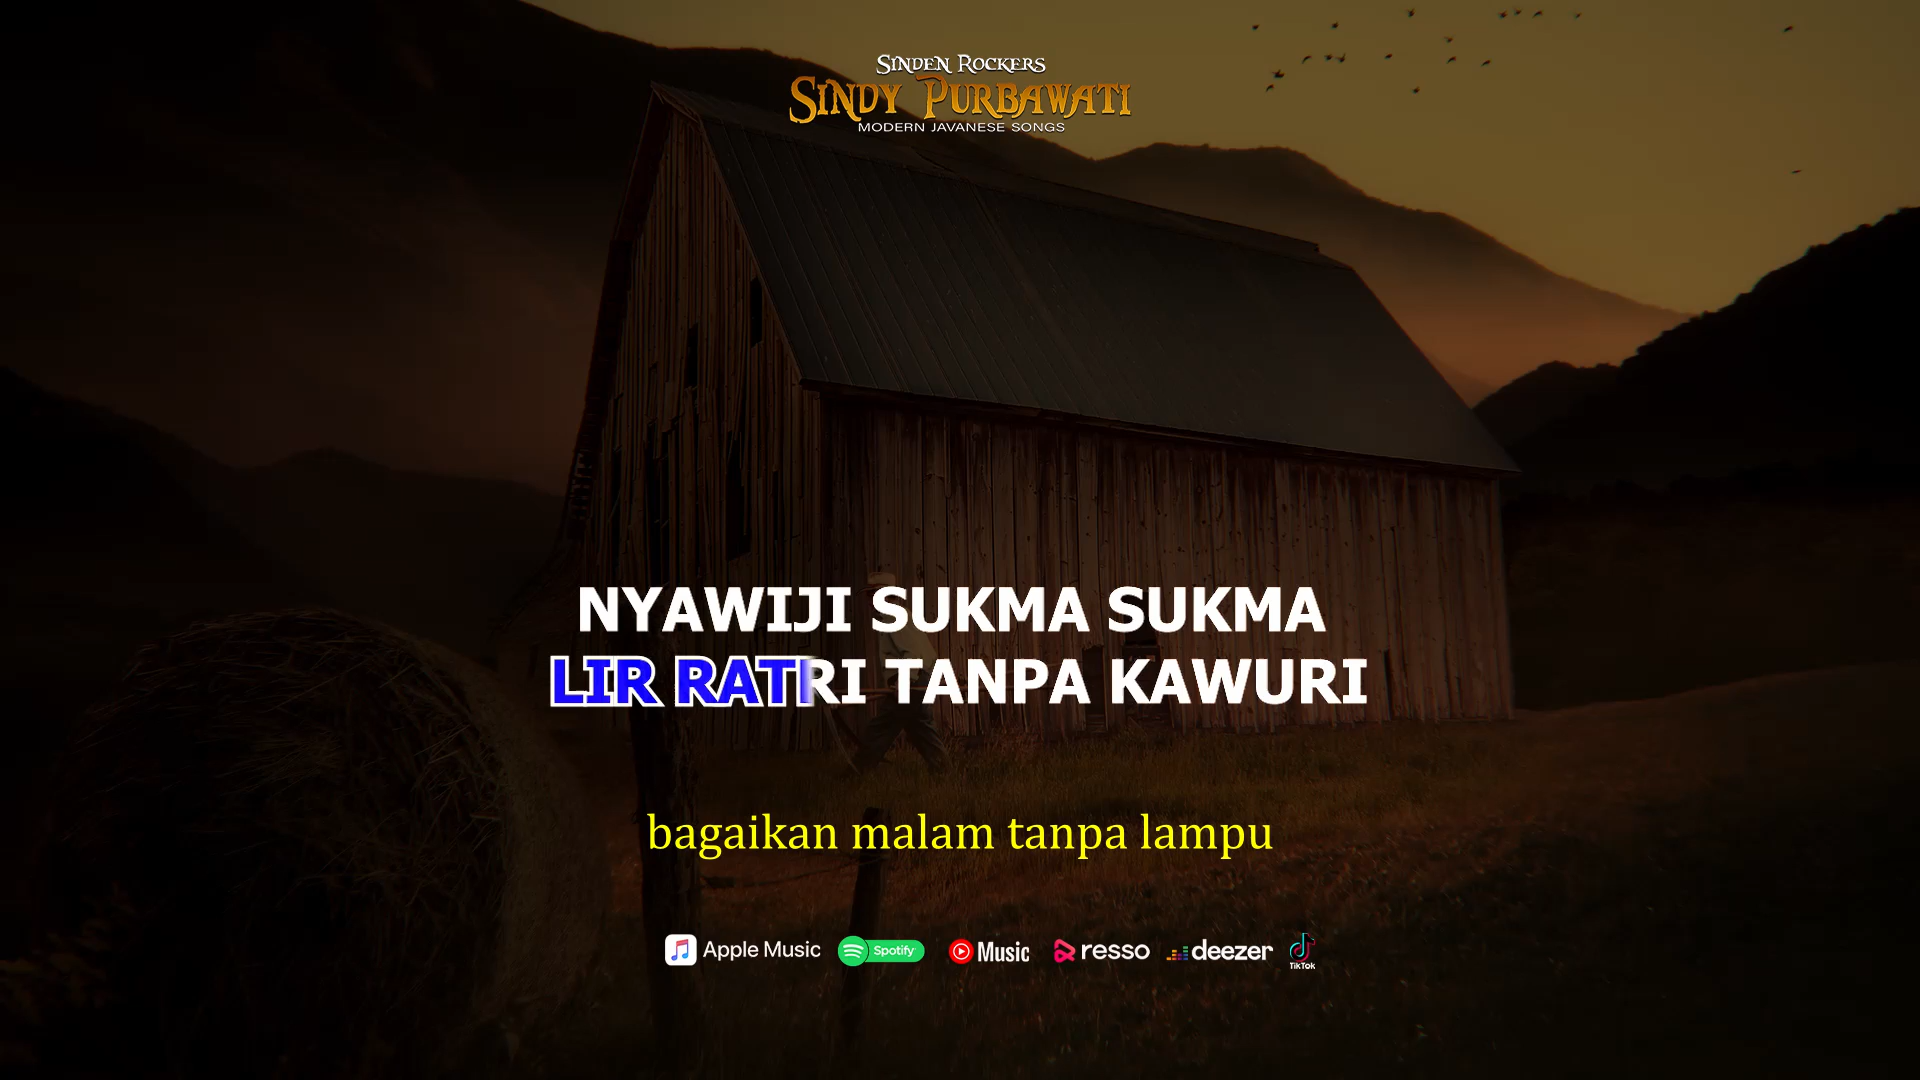 SINDEN ROCKERS
SINDY PURBAWATI
MODERN JAVANESE SONGS
NYAWIJI SUKMA SUKMA
LIR RATRI TANPA KAWURI
bagaikan malam tanpa lampu
Apple Music Spotify Music resso deezer TikTok